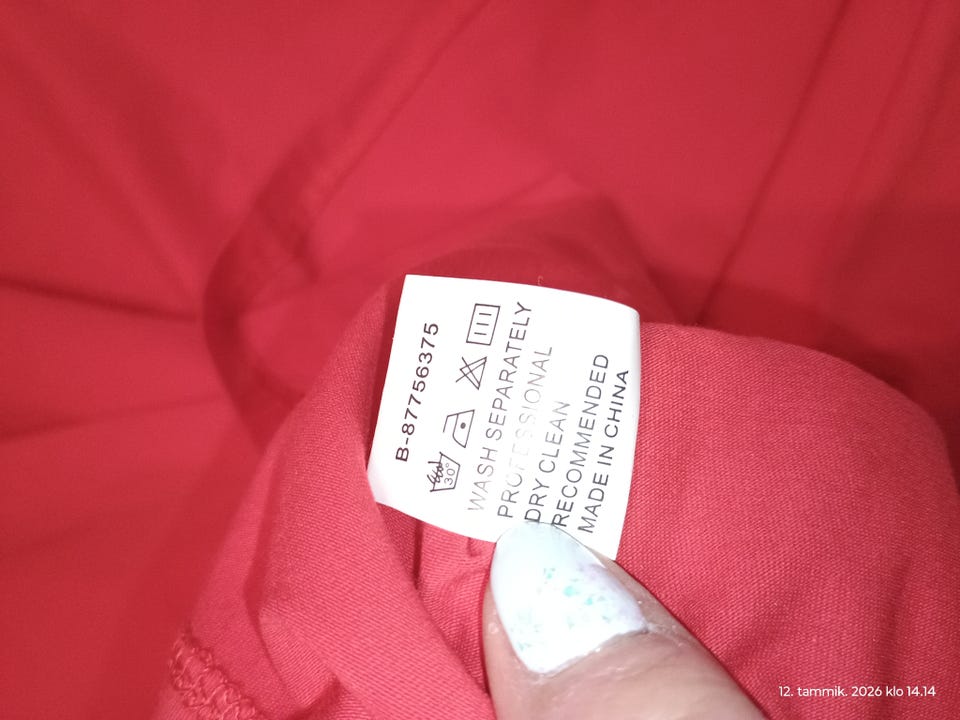 B-87756375
30°
WASH SEPARATELY
PROFESSIONAL
DRY CLEAN
RECOMMENDED
MADE IN CHINA
12. tammik. 2026 klo 14.14